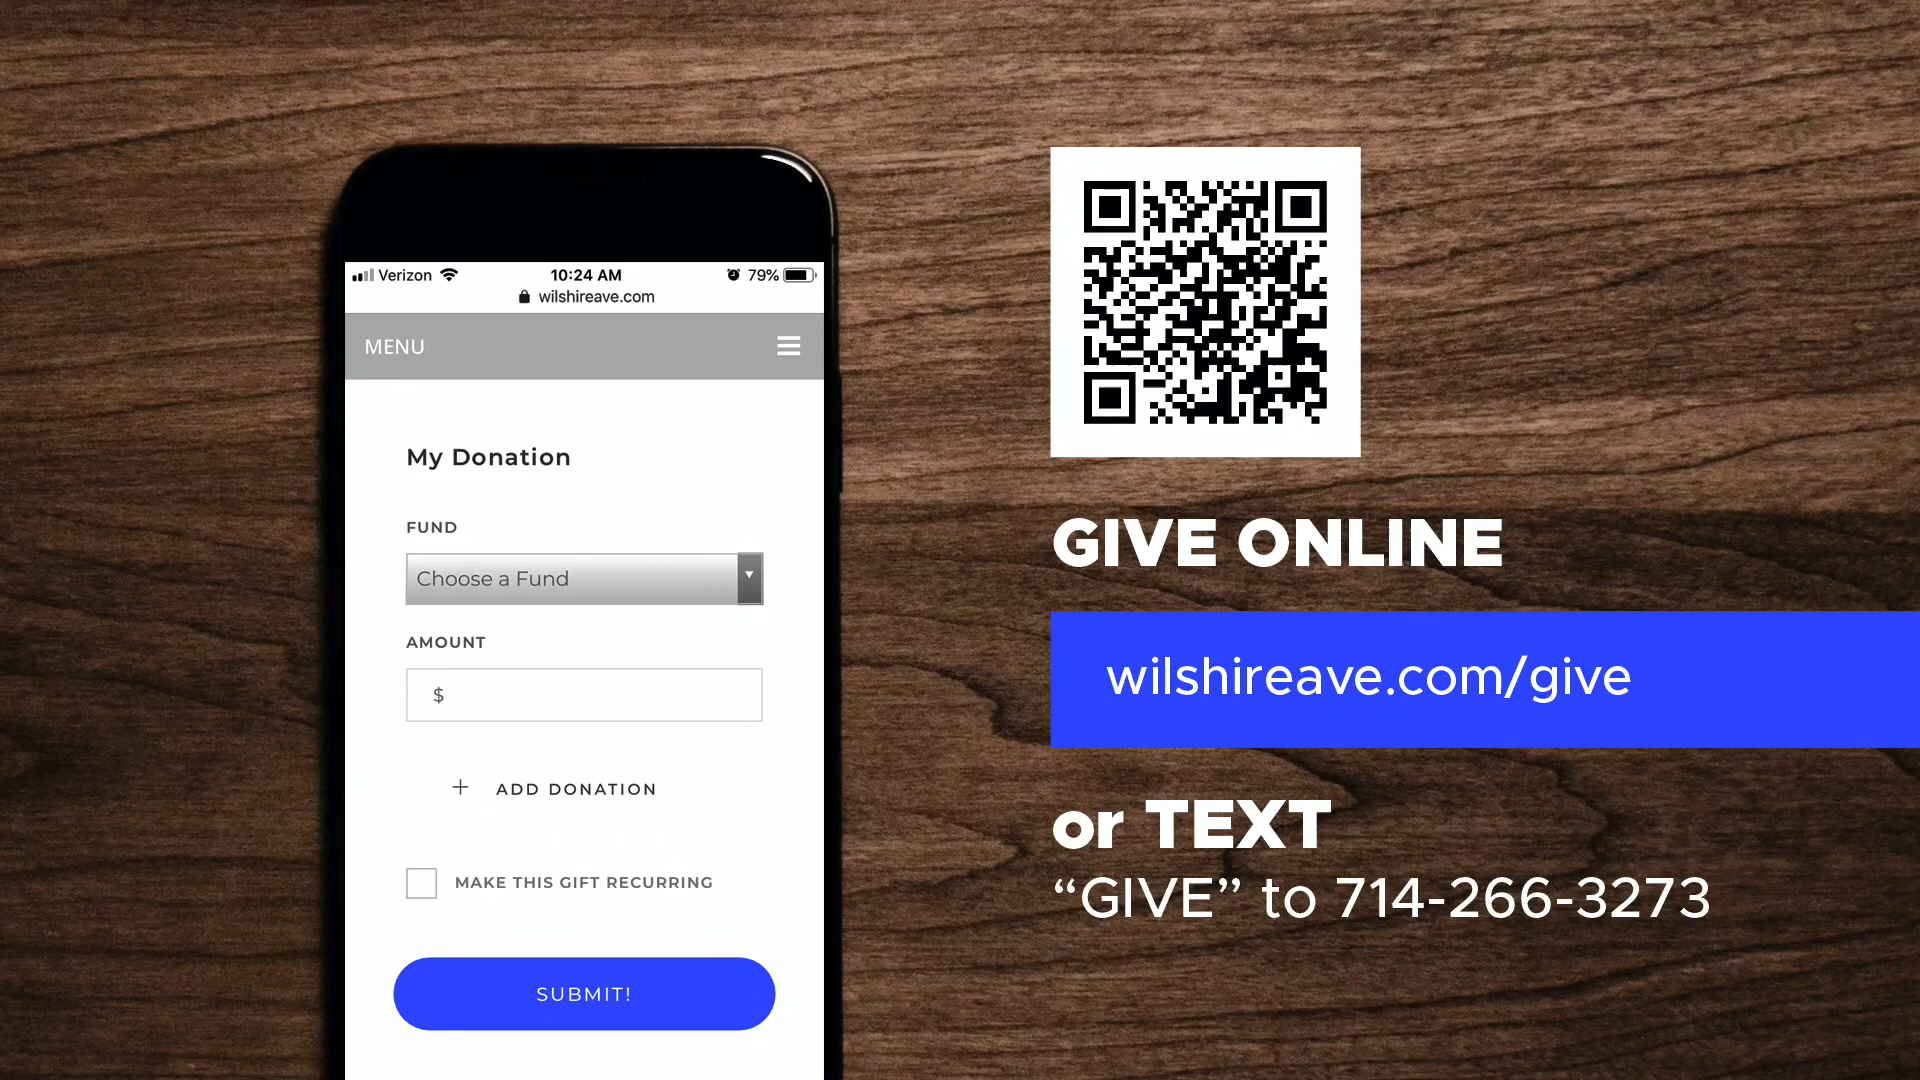 Verizon 10:24 AM 79%
wilshireave.com
MENU
My Donation
FUND
Choose a Fund
AMOUNT
$
+ ADD DONATION
MAKE THIS GIFT RECURRING
SUBMIT!
GIVE ONLINE
wilshireave.com/give
or TEXT
“GIVE” to 714-266-3273